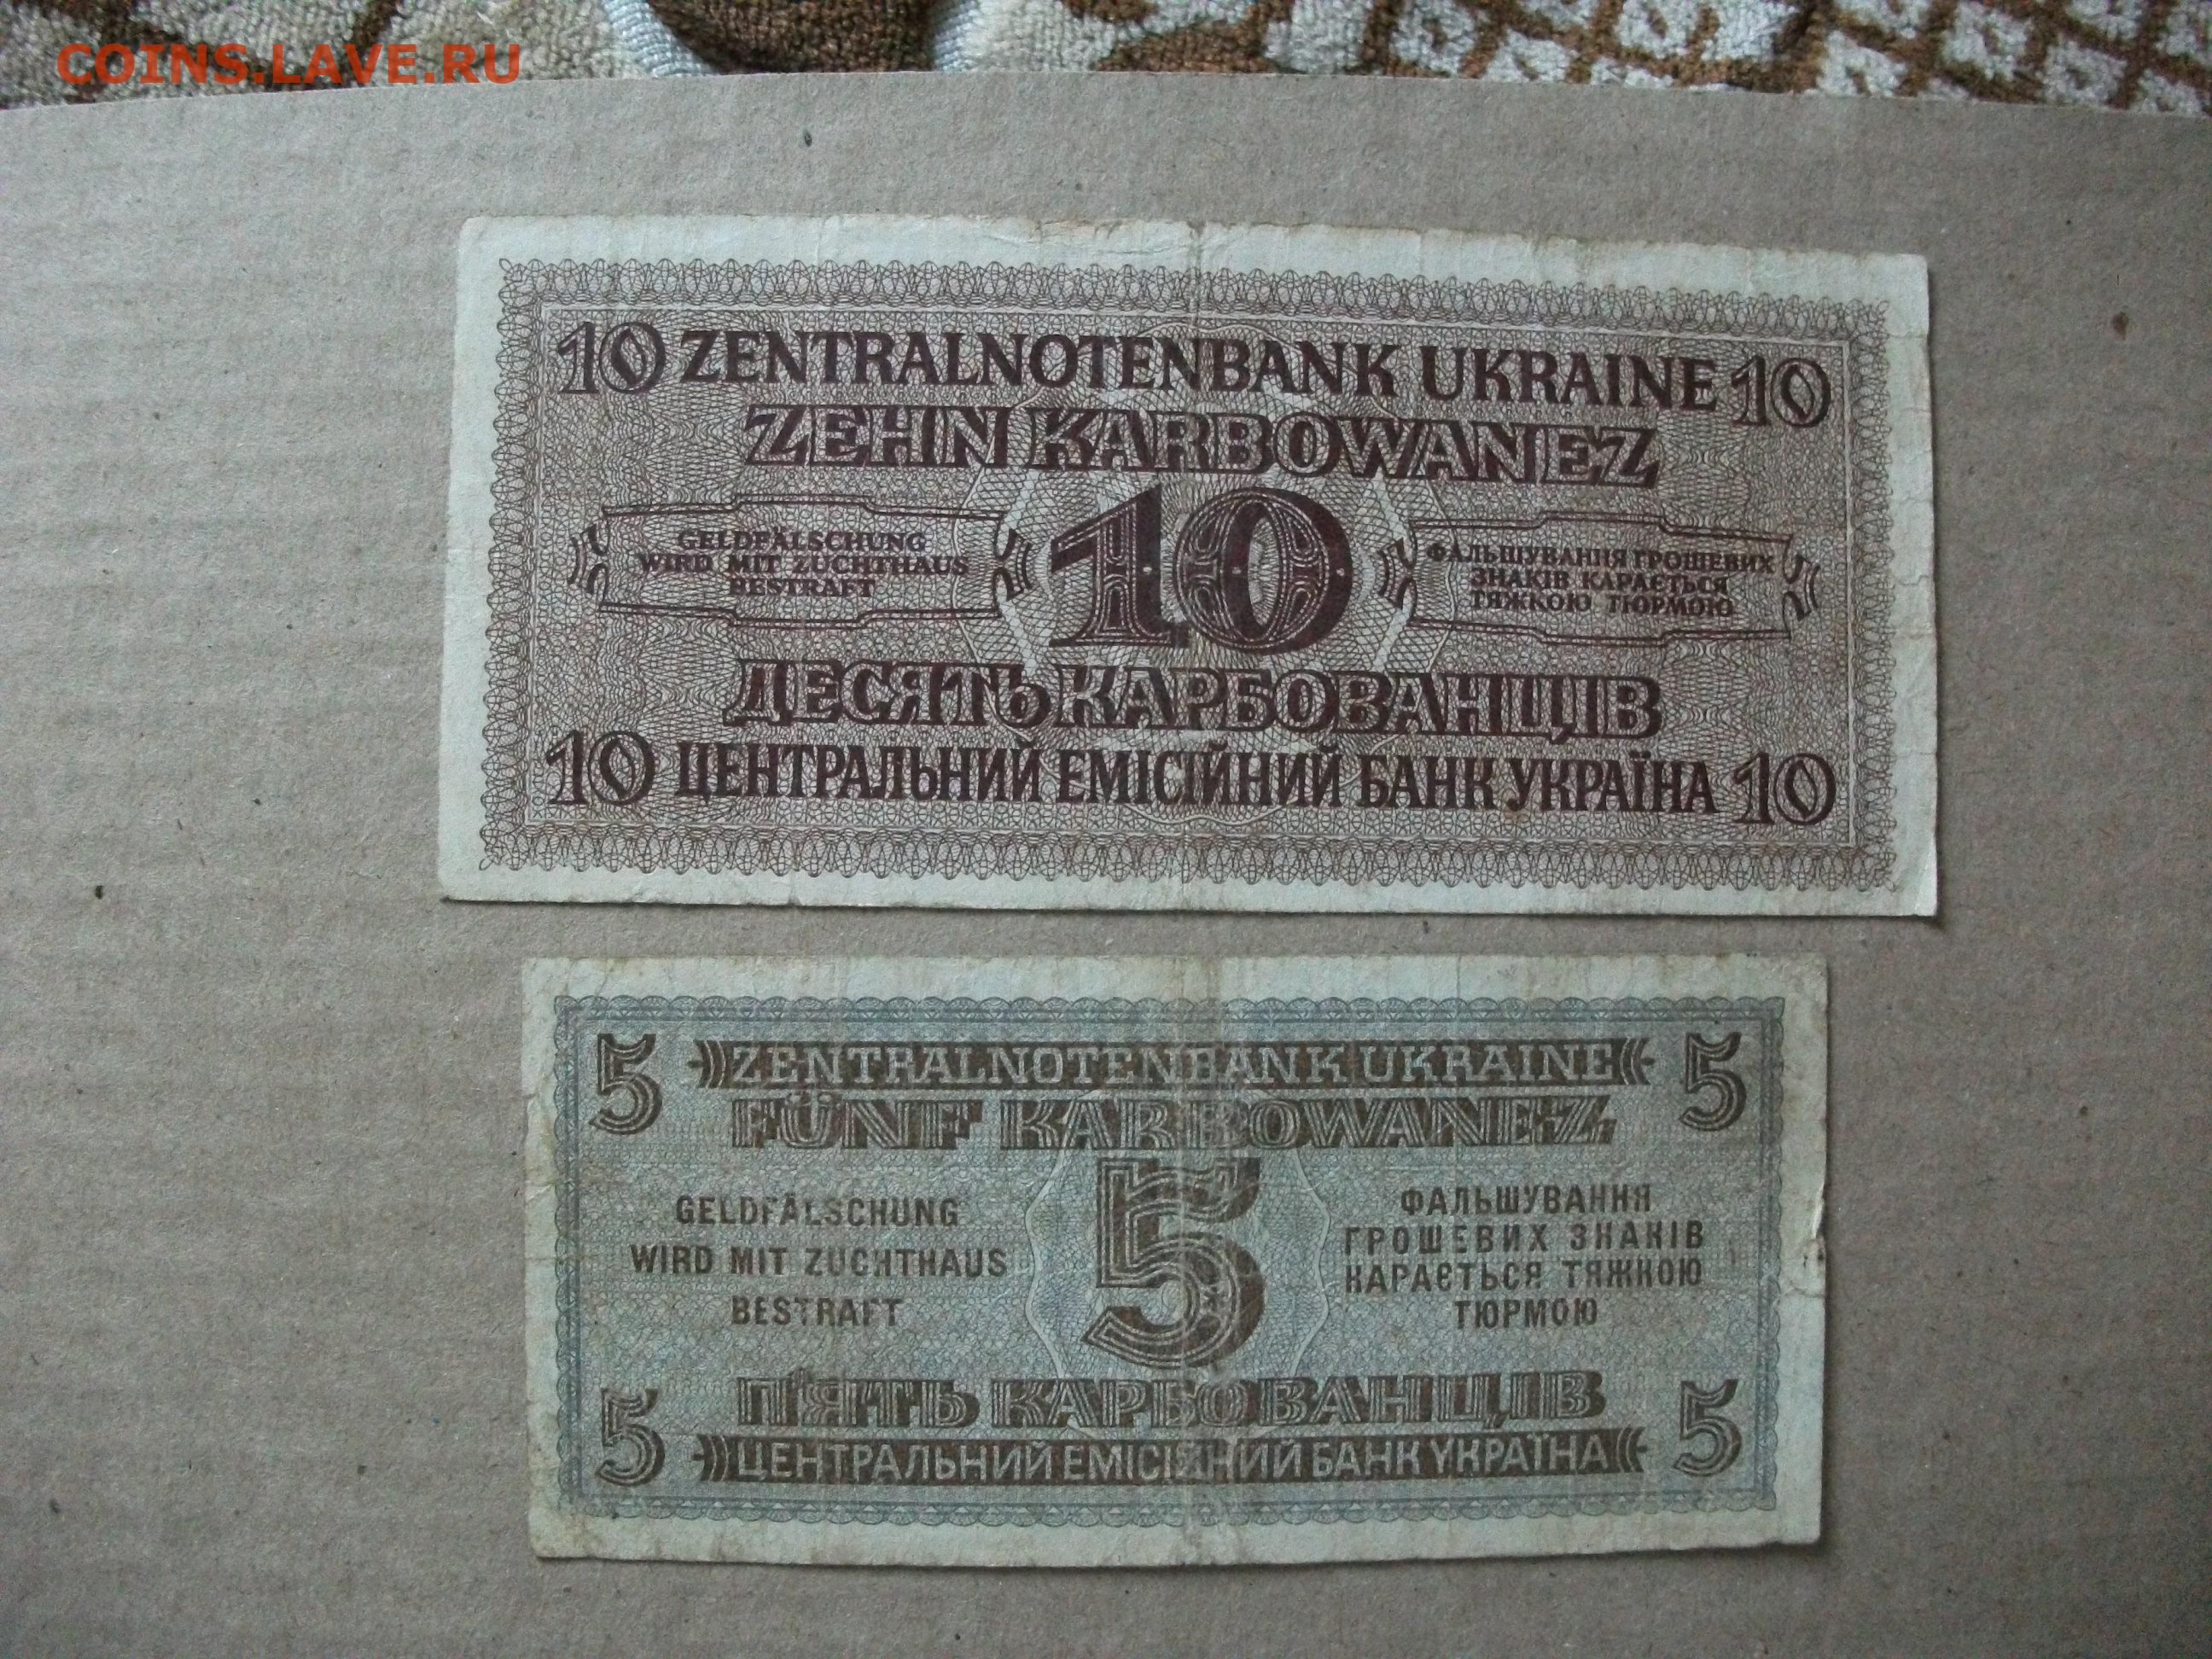 COINS.LAVE.RU
10 ZENTRALNOTENBANK UKRAINE 10
ZEHN KARBOWANEZ
GELDFÄLSCHUNG
WIRD MIT ZUCHTHAUS
BESTRAFT
10
ФАЛЬШУВАННЯ ГРОШЕВИХ
ЗНАКІВ КАРАЄТЬСЯ
ТЯЖКОЮ ТЮРМОЮ
ДЕСЯТЬ КАРБОВАНЦІВ
10 ЦЕНТРАЛЬНИЙ ЕМІСІЙНИЙ БАНК УКРАЇНА 10
5 ZENTRALNOTENBANK UKRAINE 5
FÜNF KARBOWANEZ
GELDFÄLSCHUNG
WIRD MIT ZUCHTHAUS
BESTRAFT
5
ФАЛЬШУВАННЯ
ГРОШЕВИХ ЗНАКІВ
КАРАЄТЬСЯ ТЯЖКОЮ
ТЮРМОЮ
П'ЯТЬ КАРБОВАНЦІВ
5 ЦЕНТРАЛЬНИЙ ЕМІСІЙНИЙ БАНК УКРАЇНА 5